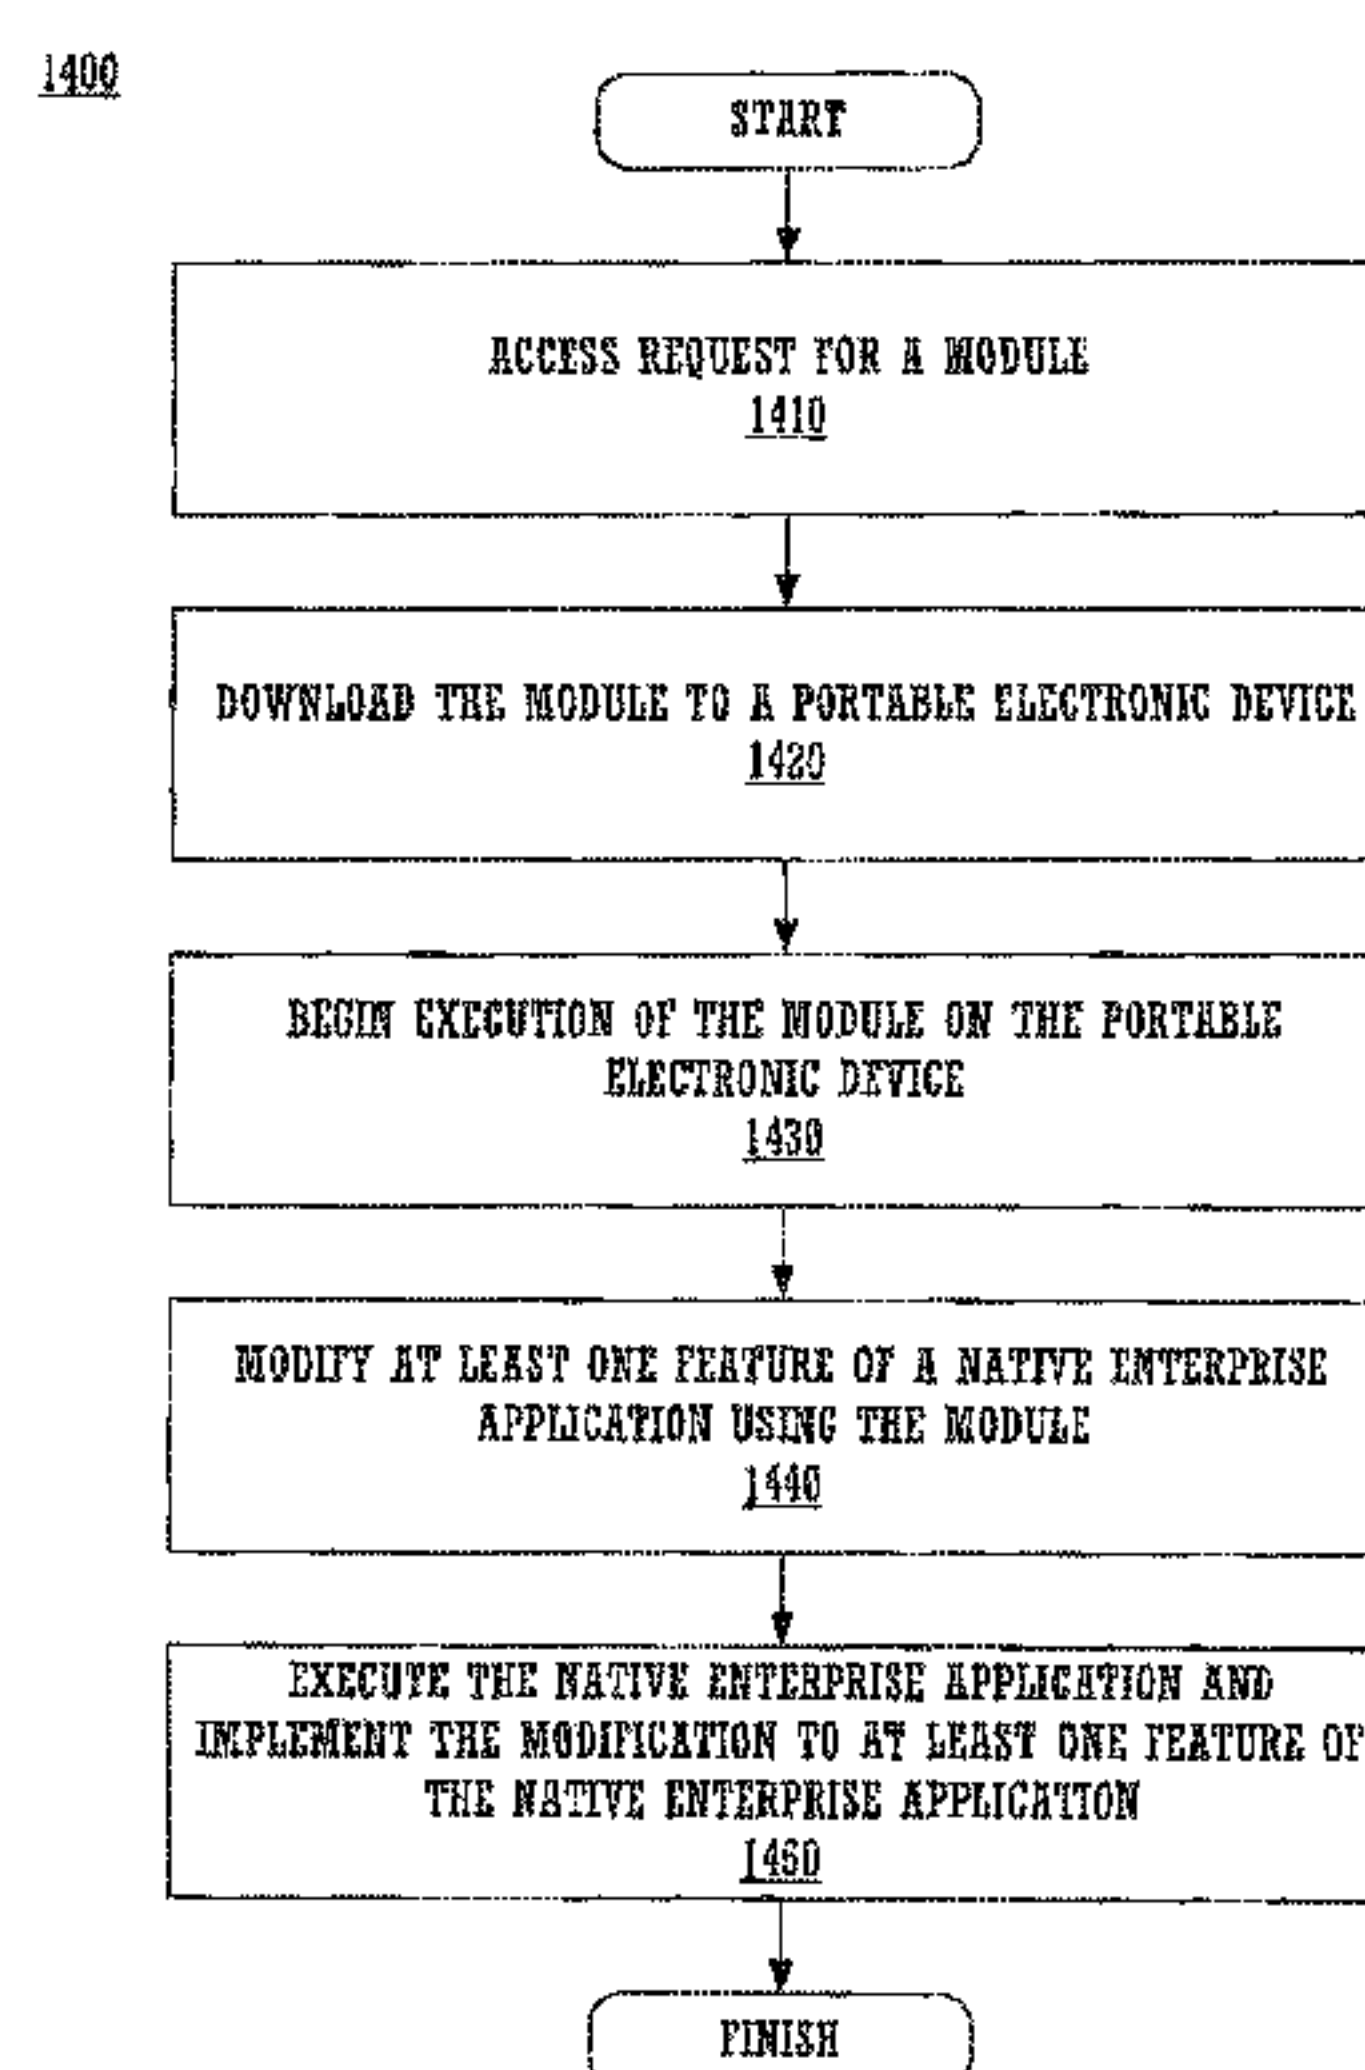 1400
START
ACCESS REQUEST FOR A MODULE
1410
DOWNLOAD THE MODULE TO A PORTABLE ELECTRONIC DEVICE
1420
BEGIN EXECUTION OF THE MODULE ON THE PORTABLE
ELECTRONIC DEVICE
1430
MODIFY AT LEAST ONE FEATURE OF A NATIVE ENTERPRISE
APPLICATION USING THE MODULE
1440
EXECUTE THE NATIVE ENTERPRISE APPLICATION AND
IMPLEMENT THE MODIFICATION TO AT LEAST ONE FEATURE OF
THE NATIVE ENTERPRISE APPLICATION
1460
FINISH